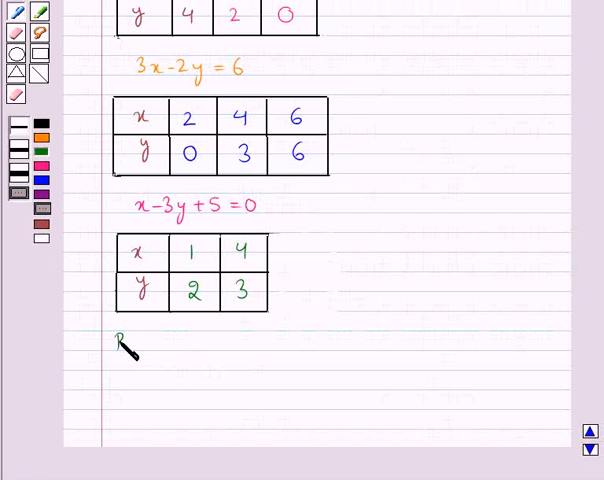 y 4 2 0
3x-2y = 6
x 2 4 6
y 0 3 6
x-3y+5=0
x 1 4
y 2 3